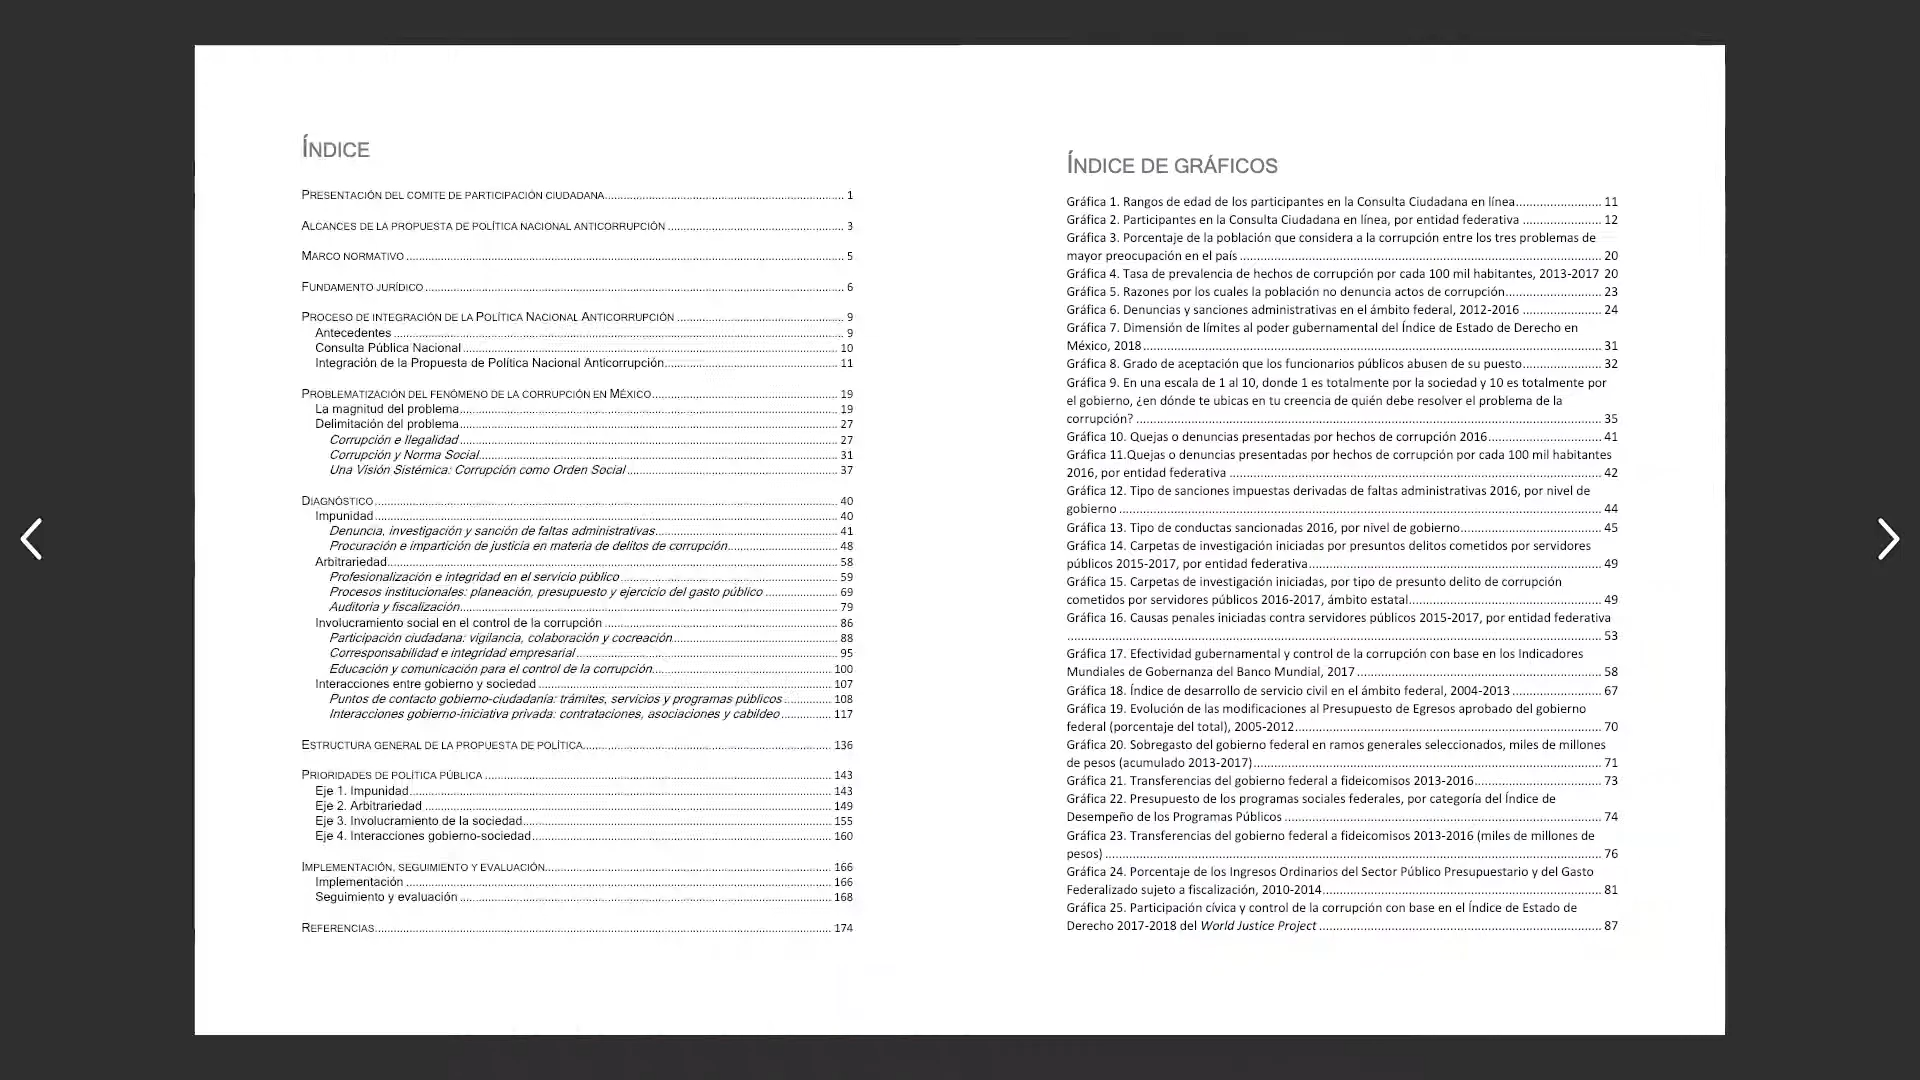 ÍNDICE
PRESENTACIÓN DEL COMITE DE PARTICIPACIÓN CIUDADANA 1
ALCANCES DE LA PROPUESTA DE POLÍTICA NACIONAL ANTICORRUPCIÓN 3
MARCO NORMATIVO 5
FUNDAMENTO JURÍDICO 6
PROCESO DE INTEGRACIÓN DE LA POLÍTICA NACIONAL ANTICORRUPCIÓN 9
Antecedentes 9
Consulta Pública Nacional 10
Integración de la Propuesta de Política Nacional Anticorrupción 11
PROBLEMATIZACIÓN DEL FENÓMENO DE LA CORRUPCIÓN EN MÉXICO 19
La magnitud del problema 19
Delimitación del problema 27
Corrupción e Ilegalidad 27
Corrupción y Norma Social 31
Una Visión Sistémica: Corrupción como Orden Social 37
DIAGNÓSTICO 40
Impunidad 40
Denuncia, investigación y sanción de faltas administrativas 41
Procuración e impartición de justicia en materia de delitos de corrupción 48
Arbitrariedad 58
Profesionalización e integridad en el servicio público 59
Procesos institucionales: planeación, presupuesto y ejercicio del gasto público 69
Auditoria y fiscalización 79
Involucramiento social en el control de la corrupción 86
Participación ciudadana: vigilancia, colaboración y cocreación 88
Corresponsabilidad e integridad empresarial 95
Educación y comunicación para el control de la corrupción 100
Interacciones entre gobierno y sociedad 107
Puntos de contacto gobierno-ciudadanía: trámites, servicios y programas públicos 108
Interacciones gobierno-iniciativa privada: contrataciones, asociaciones y cabildeo 117
ESTRUCTURA GENERAL DE LA PROPUESTA DE POLÍTICA 136
PRIORIDADES DE POLÍTICA PÚBLICA 143
Eje 1. Impunidad 143
Eje 2. Arbitrariedad 149
Eje 3. Involucramiento de la sociedad 155
Eje 4. Interacciones gobierno-sociedad 160
IMPLEMENTACIÓN, SEGUIMIENTO Y EVALUACIÓN 166
Implementación 166
Seguimiento y evaluación 168
REFERENCIAS 174
ÍNDICE DE GRÁFICOS
Gráfica 1. Rangos de edad de los participantes en la Consulta Ciudadana en línea 11
Gráfica 2. Participantes en la Consulta Ciudadana en línea, por entidad federativa 12
Gráfica 3. Porcentaje de la población que considera a la corrupción entre los tres problemas de
mayor preocupación en el país 20
Gráfica 4. Tasa de prevalencia de hechos de corrupción por cada 100 mil habitantes, 2013-2017 20
Gráfica 5. Razones por los cuales la población no denuncia actos de corrupción 23
Gráfica 6. Denuncias y sanciones administrativas en el ámbito federal, 2012-2016 24
Gráfica 7. Dimensión de límites al poder gubernamental del Índice de Estado de Derecho en
México, 2018 31
Gráfica 8. Grado de aceptación que los funcionarios públicos abusen de su puesto 32
Gráfica 9. En una escala de 1 al 10, donde 1 es totalmente por la sociedad y 10 es totalmente por
el gobierno, ¿en dónde te ubicas en tu creencia de quién debe resolver el problema de la
corrupción? 35
Gráfica 10. Quejas o denuncias presentadas por hechos de corrupción 2016 41
Gráfica 11.Quejas o denuncias presentadas por hechos de corrupción por cada 100 mil habitantes
2016, por entidad federativa 42
Gráfica 12. Tipo de sanciones impuestas derivadas de faltas administrativas 2016, por nivel de
gobierno 44
Gráfica 13. Tipo de conductas sancionadas 2016, por nivel de gobierno 45
Gráfica 14. Carpetas de investigación iniciadas por presuntos delitos cometidos por servidores
públicos 2015-2017, por entidad federativa 49
Gráfica 15. Carpetas de investigación iniciadas, por tipo de presunto delito de corrupción
cometidos por servidores públicos 2016-2017, ámbito estatal 49
Gráfica 16. Causas penales iniciadas contra servidores públicos 2015-2017, por entidad federativa
53
Gráfica 17. Efectividad gubernamental y control de la corrupción con base en los Indicadores
Mundiales de Gobernanza del Banco Mundial, 2017 58
Gráfica 18. Índice de desarrollo de servicio civil en el ámbito federal, 2004-2013 67
Gráfica 19. Evolución de las modificaciones al Presupuesto de Egresos aprobado del gobierno
federal (porcentaje del total), 2005-2012 70
Gráfica 20. Sobregasto del gobierno federal en ramos generales seleccionados, miles de millones
de pesos (acumulado 2013-2017) 71
Gráfica 21. Transferencias del gobierno federal a fideicomisos 2013-2016 73
Gráfica 22. Presupuesto de los programas sociales federales, por categoría del Índice de
Desempeño de los Programas Públicos 74
Gráfica 23. Transferencias del gobierno federal a fideicomisos 2013-2016 (miles de millones de
pesos) 76
Gráfica 24. Porcentaje de los Ingresos Ordinarios del Sector Público Presupuestario y del Gasto
Federalizado sujeto a fiscalización, 2010-2014 81
Gráfica 25. Participación cívica y control de la corrupción con base en el Índice de Estado de
Derecho 2017-2018 del World Justice Project 87